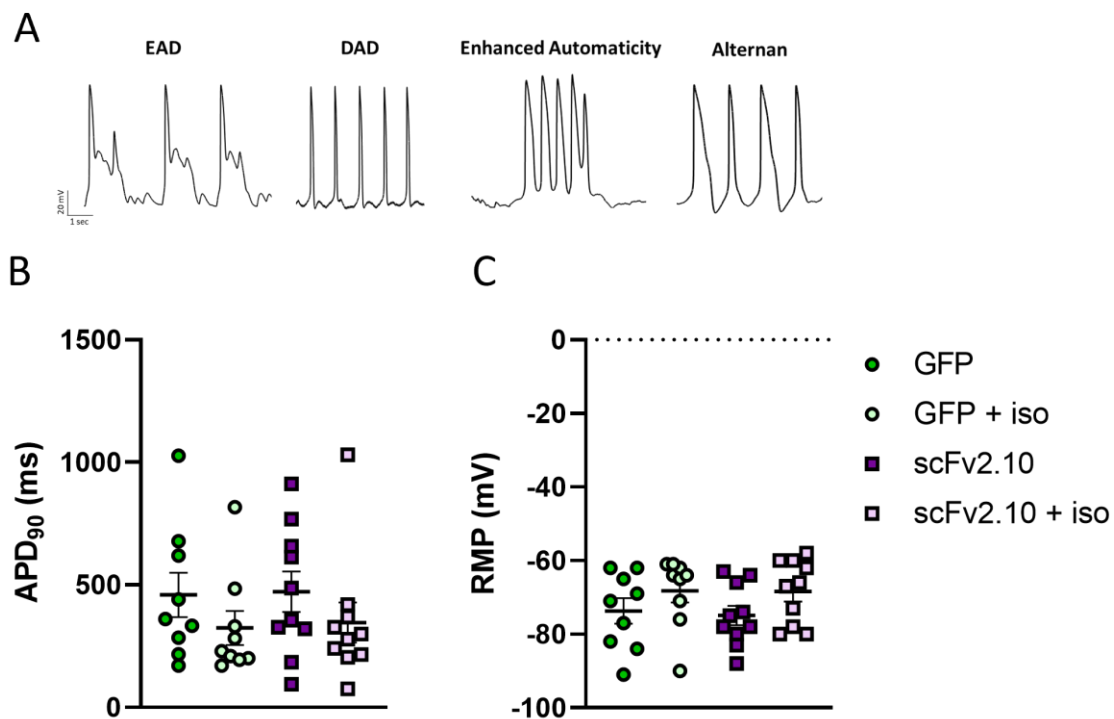 A
EAD
DAD
Enhanced Automaticity
Alternan
20 mV
1 sec
B
C
1500
1000
500
0
APD90 (ms)
0
-20
-40
-60
-80
-100
RMP (mV)
GFP
GFP + iso
scFv2.10
scFv2.10 + iso